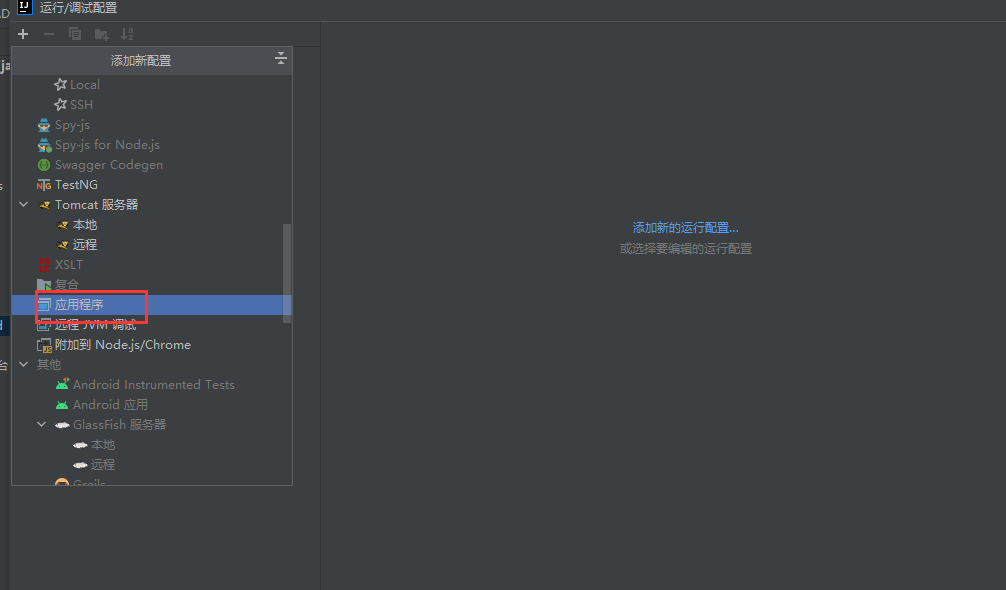 运行/调试配置
添加新配置
Local
SSH
Spy-js
Spy-js for Node.js
Swagger Codegen
TestNG
Tomcat 服务器
本地
远程
XSLT
复合
应用程序
远程 JVM 调试
附加到 Node.js/Chrome
其他
Android Instrumented Tests
Android 应用
GlassFish 服务器
本地
远程
Grails
添加新的运行配置...
或选择要编辑的运行配置